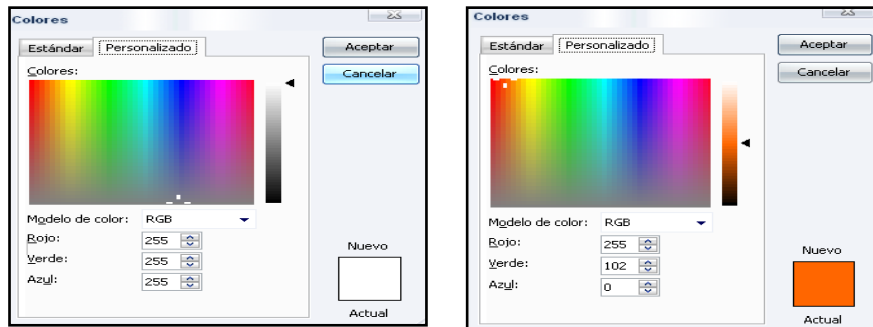 Colores
Estándar Personalizado
Aceptar
Cancelar
Colores:
Modelo de color: RGB
Rojo: 255
Verde: 255
Azul: 255
Nuevo
Actual
Colores
Estándar Personalizado
Aceptar
Cancelar
Colores:
Modelo de color: RGB
Rojo: 255
Verde: 102
Azul: 0
Nuevo
Actual